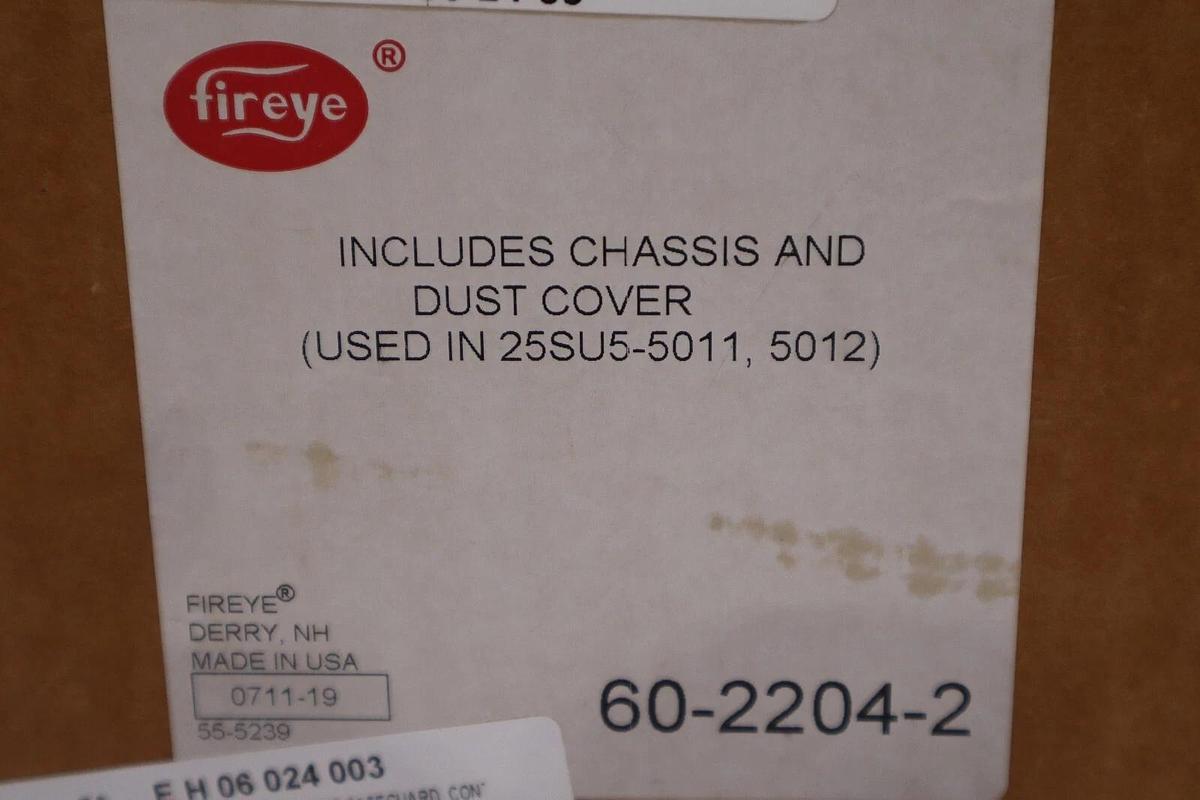 fireye ®
INCLUDES CHASSIS AND
DUST COVER
(USED IN 25SU5-5011, 5012)
FIREYE®
DERRY, NH
MADE IN USA
0711-19
55-5239
60-2204-2
E H 06 024 003